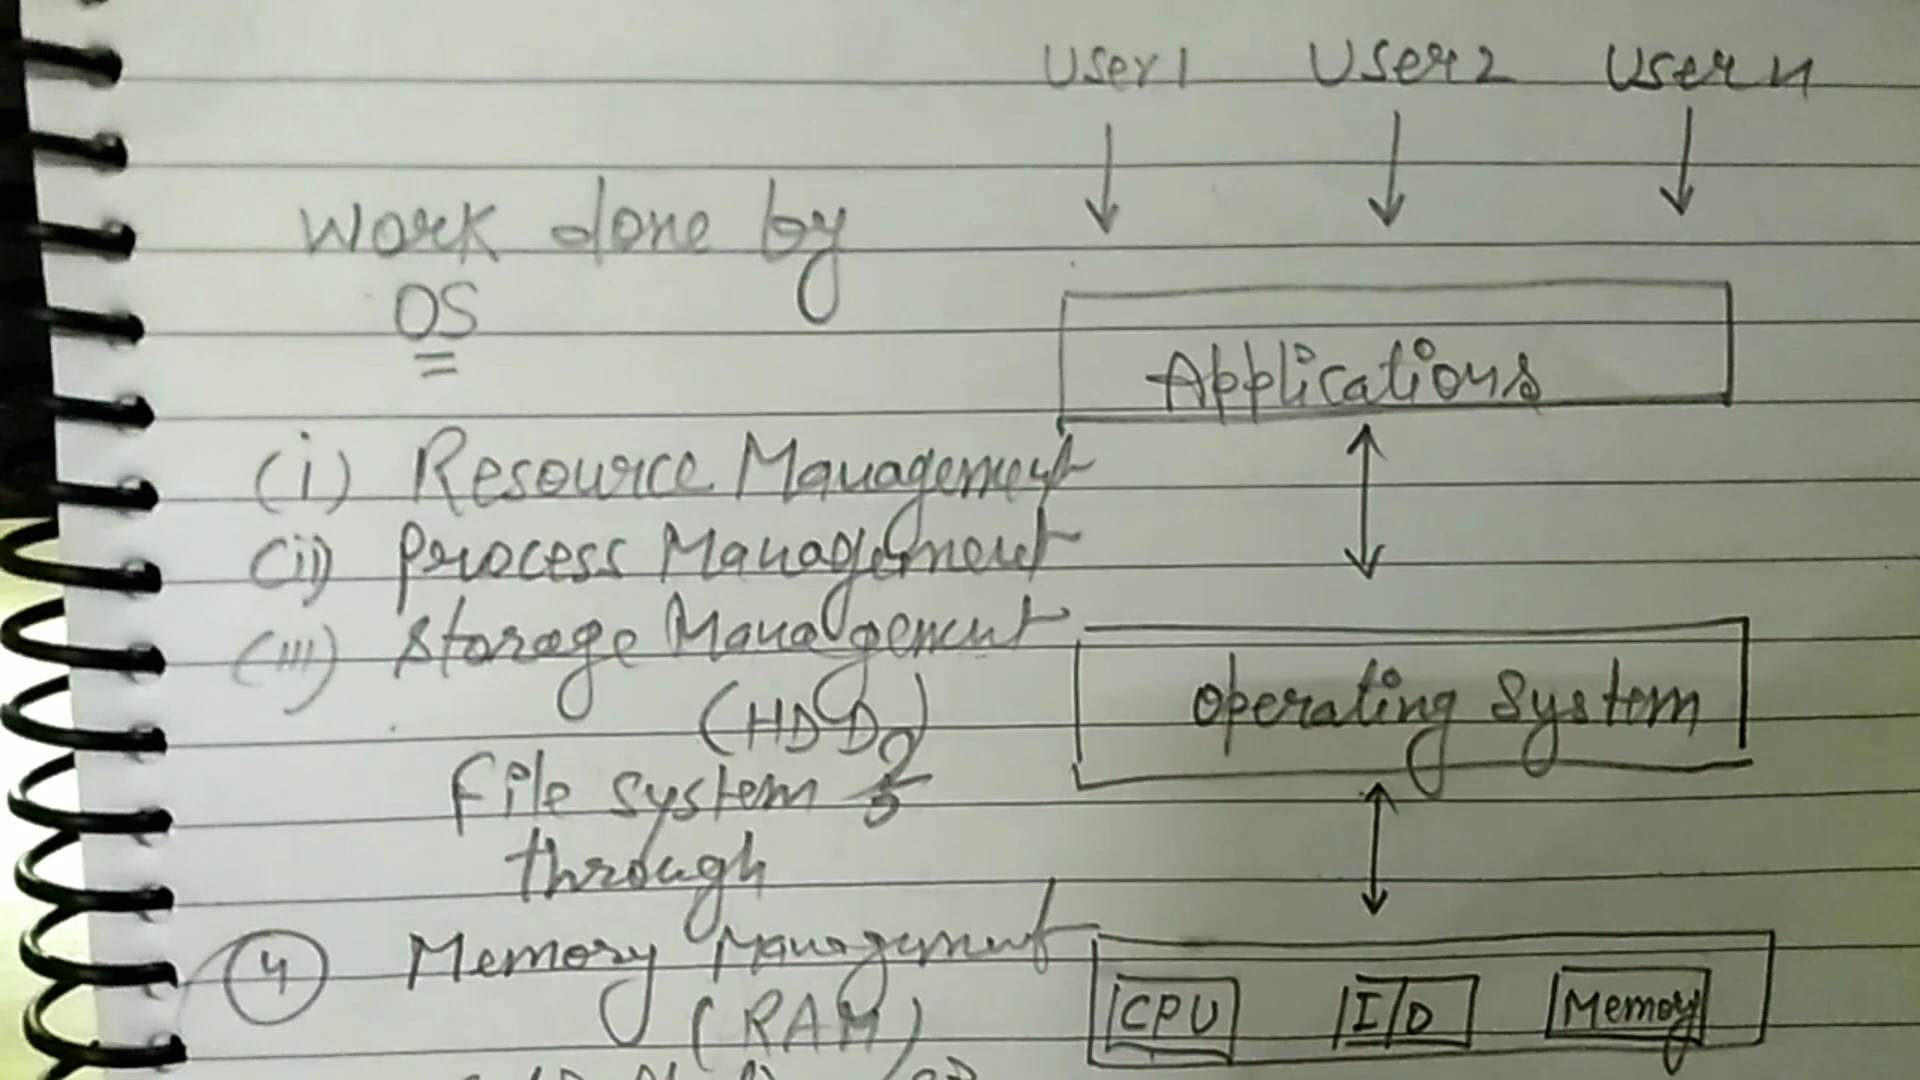 User 1 User 2 User n
Work done by
OS
Applications
(i) Resource Management
(ii) Process Management
(iii) Storage Management
(HDD)
Operating System
File system
through
4 Memory Management
(RAM)
CPU I/O Memory